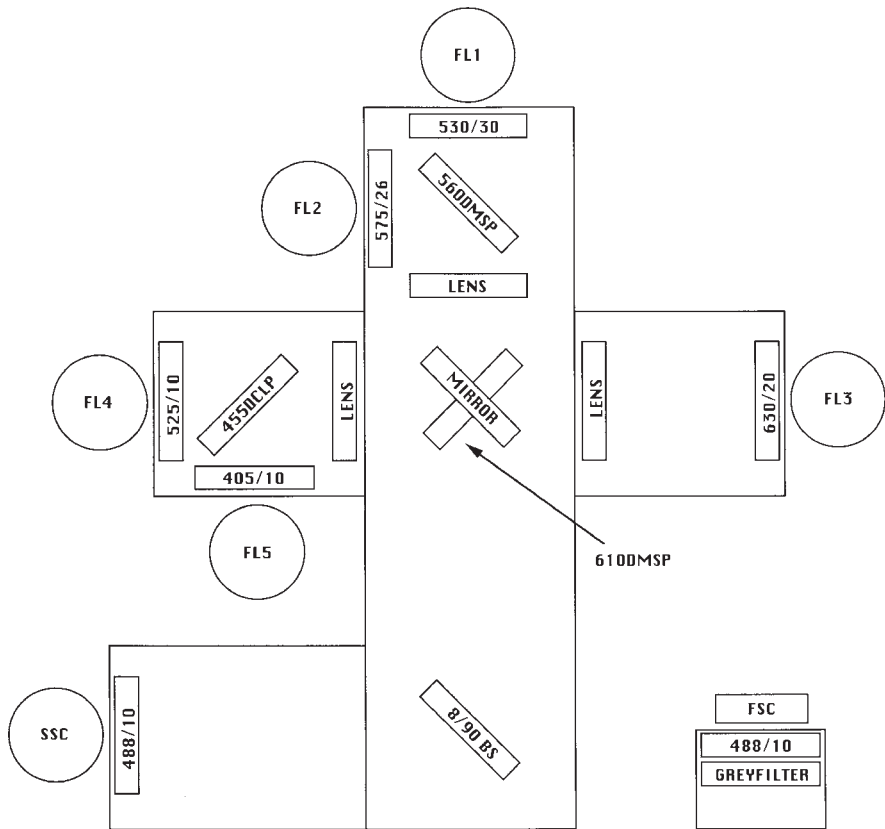 FL1
530/30
560DMSP
575/26
FL2
LENS
MIRROR
LENS
455DCLP
525/10
FL4
LENS
630/20
FL3
405/10
FL5
610DMSP
8/90 BS
488/10
SSC
FSC
488/10
GREYFILTER